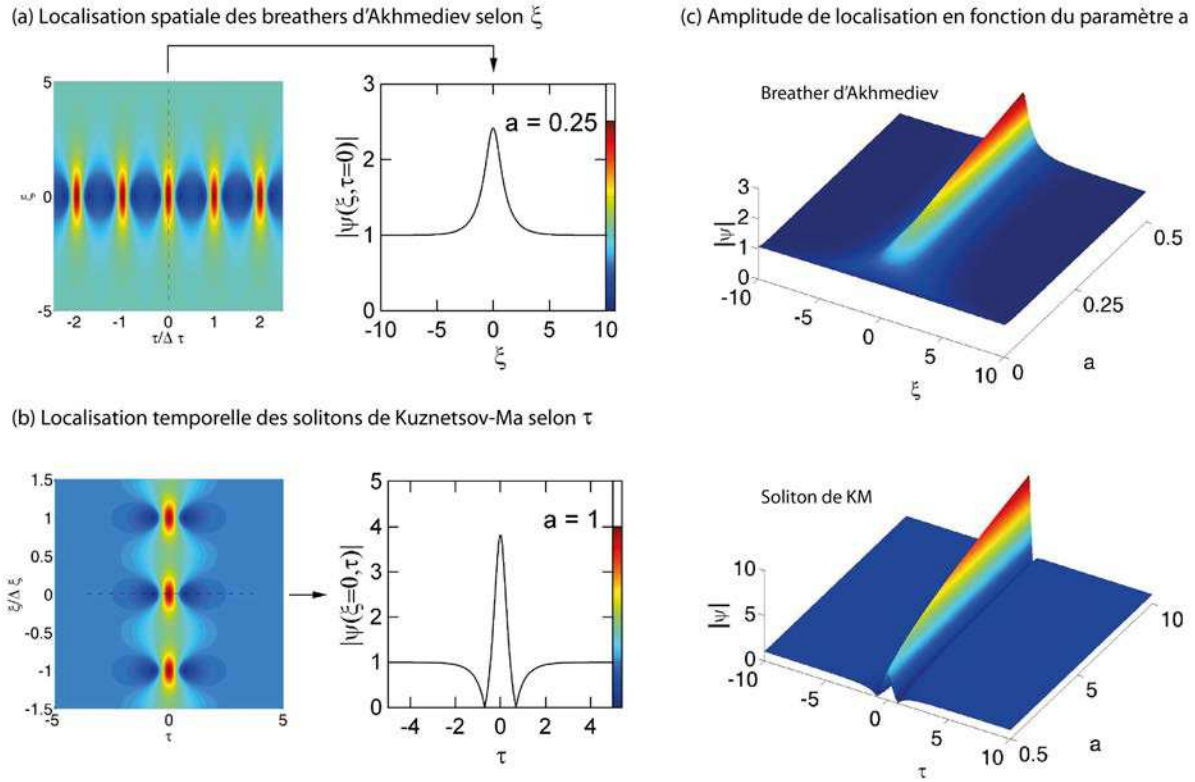 (a) Localisation spatiale des breathers d'Akhmediev selon ξ
5
0
-5
ξ
-2 -1 0 1 2
τ/Δ τ
3
2
1
0
|ψ(ξ,τ=0)|
a = 0.25
-10 -5 0 5 10
ξ
(b) Localisation temporelle des solitons de Kuznetsov-Ma selon τ
1.5
1
0.5
0
-0.5
-1
-1.5
ξ/Δ ξ
-5 0 5
τ
5
4
3
2
1
0
|ψ(ξ=0,τ)|
a = 1
-4 -2 0 2 4
τ
(c) Amplitude de localisation en fonction du paramètre a
Breather d'Akhmediev
3
2
1
0
|ψ|
-10 -5 0 5 10
ξ
0 0.25 0.5
a
Soliton de KM
10
5
0
|ψ|
-10 -5 0 5 10
τ
0.5 5 10
a